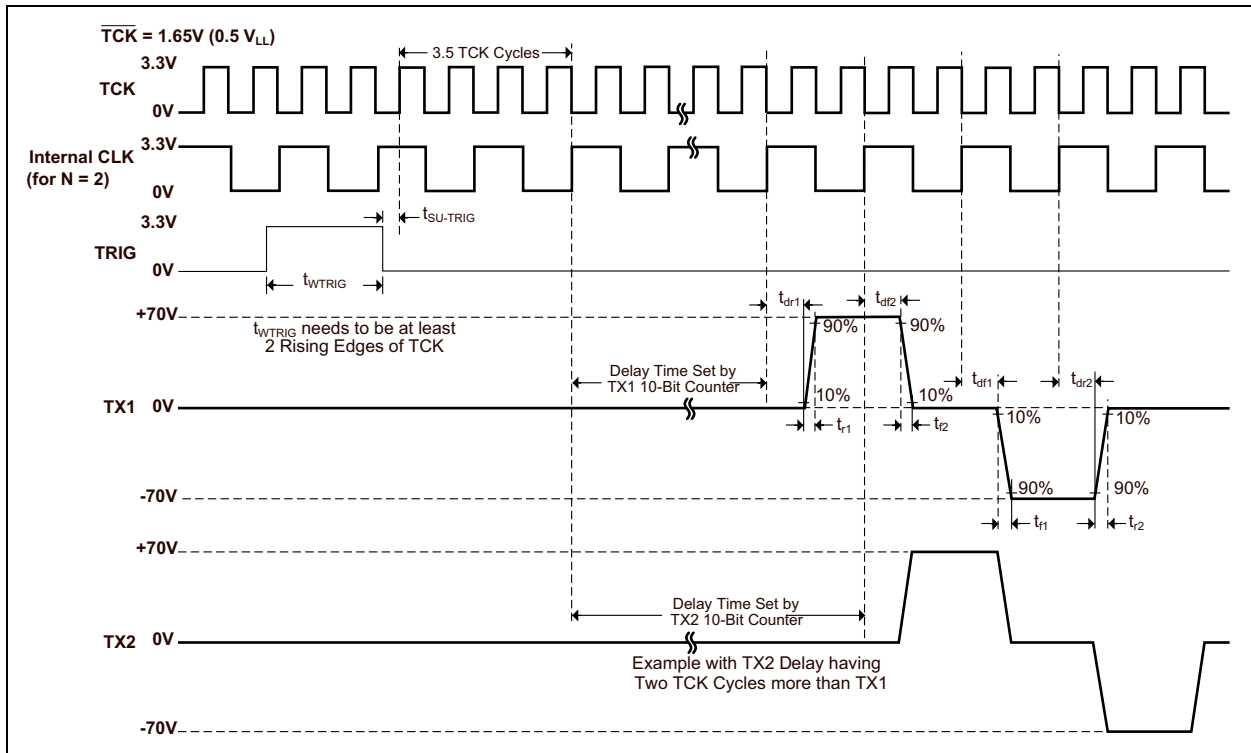 TCK = 1.65V (0.5 VLL)
3.5 TCK Cycles
3.3V
TCK
0V
3.3V
Internal CLK
(for N = 2)
0V
tSU-TRIG
3.3V
TRIG
0V
tWTRIG
tdr1
tdf2
+70V
90%
90%
tWTRIG needs to be at least
2 Rising Edges of TCK
Delay Time Set by
TX1 10-Bit Counter
tdf1
tdr2
TX1
0V
10%
10%
10%
10%
tr1
tf2
-70V
90%
90%
tf1
tr2
+70V
Delay Time Set by
TX2 10-Bit Counter
TX2
0V
Example with TX2 Delay having
Two TCK Cycles more than TX1
-70V